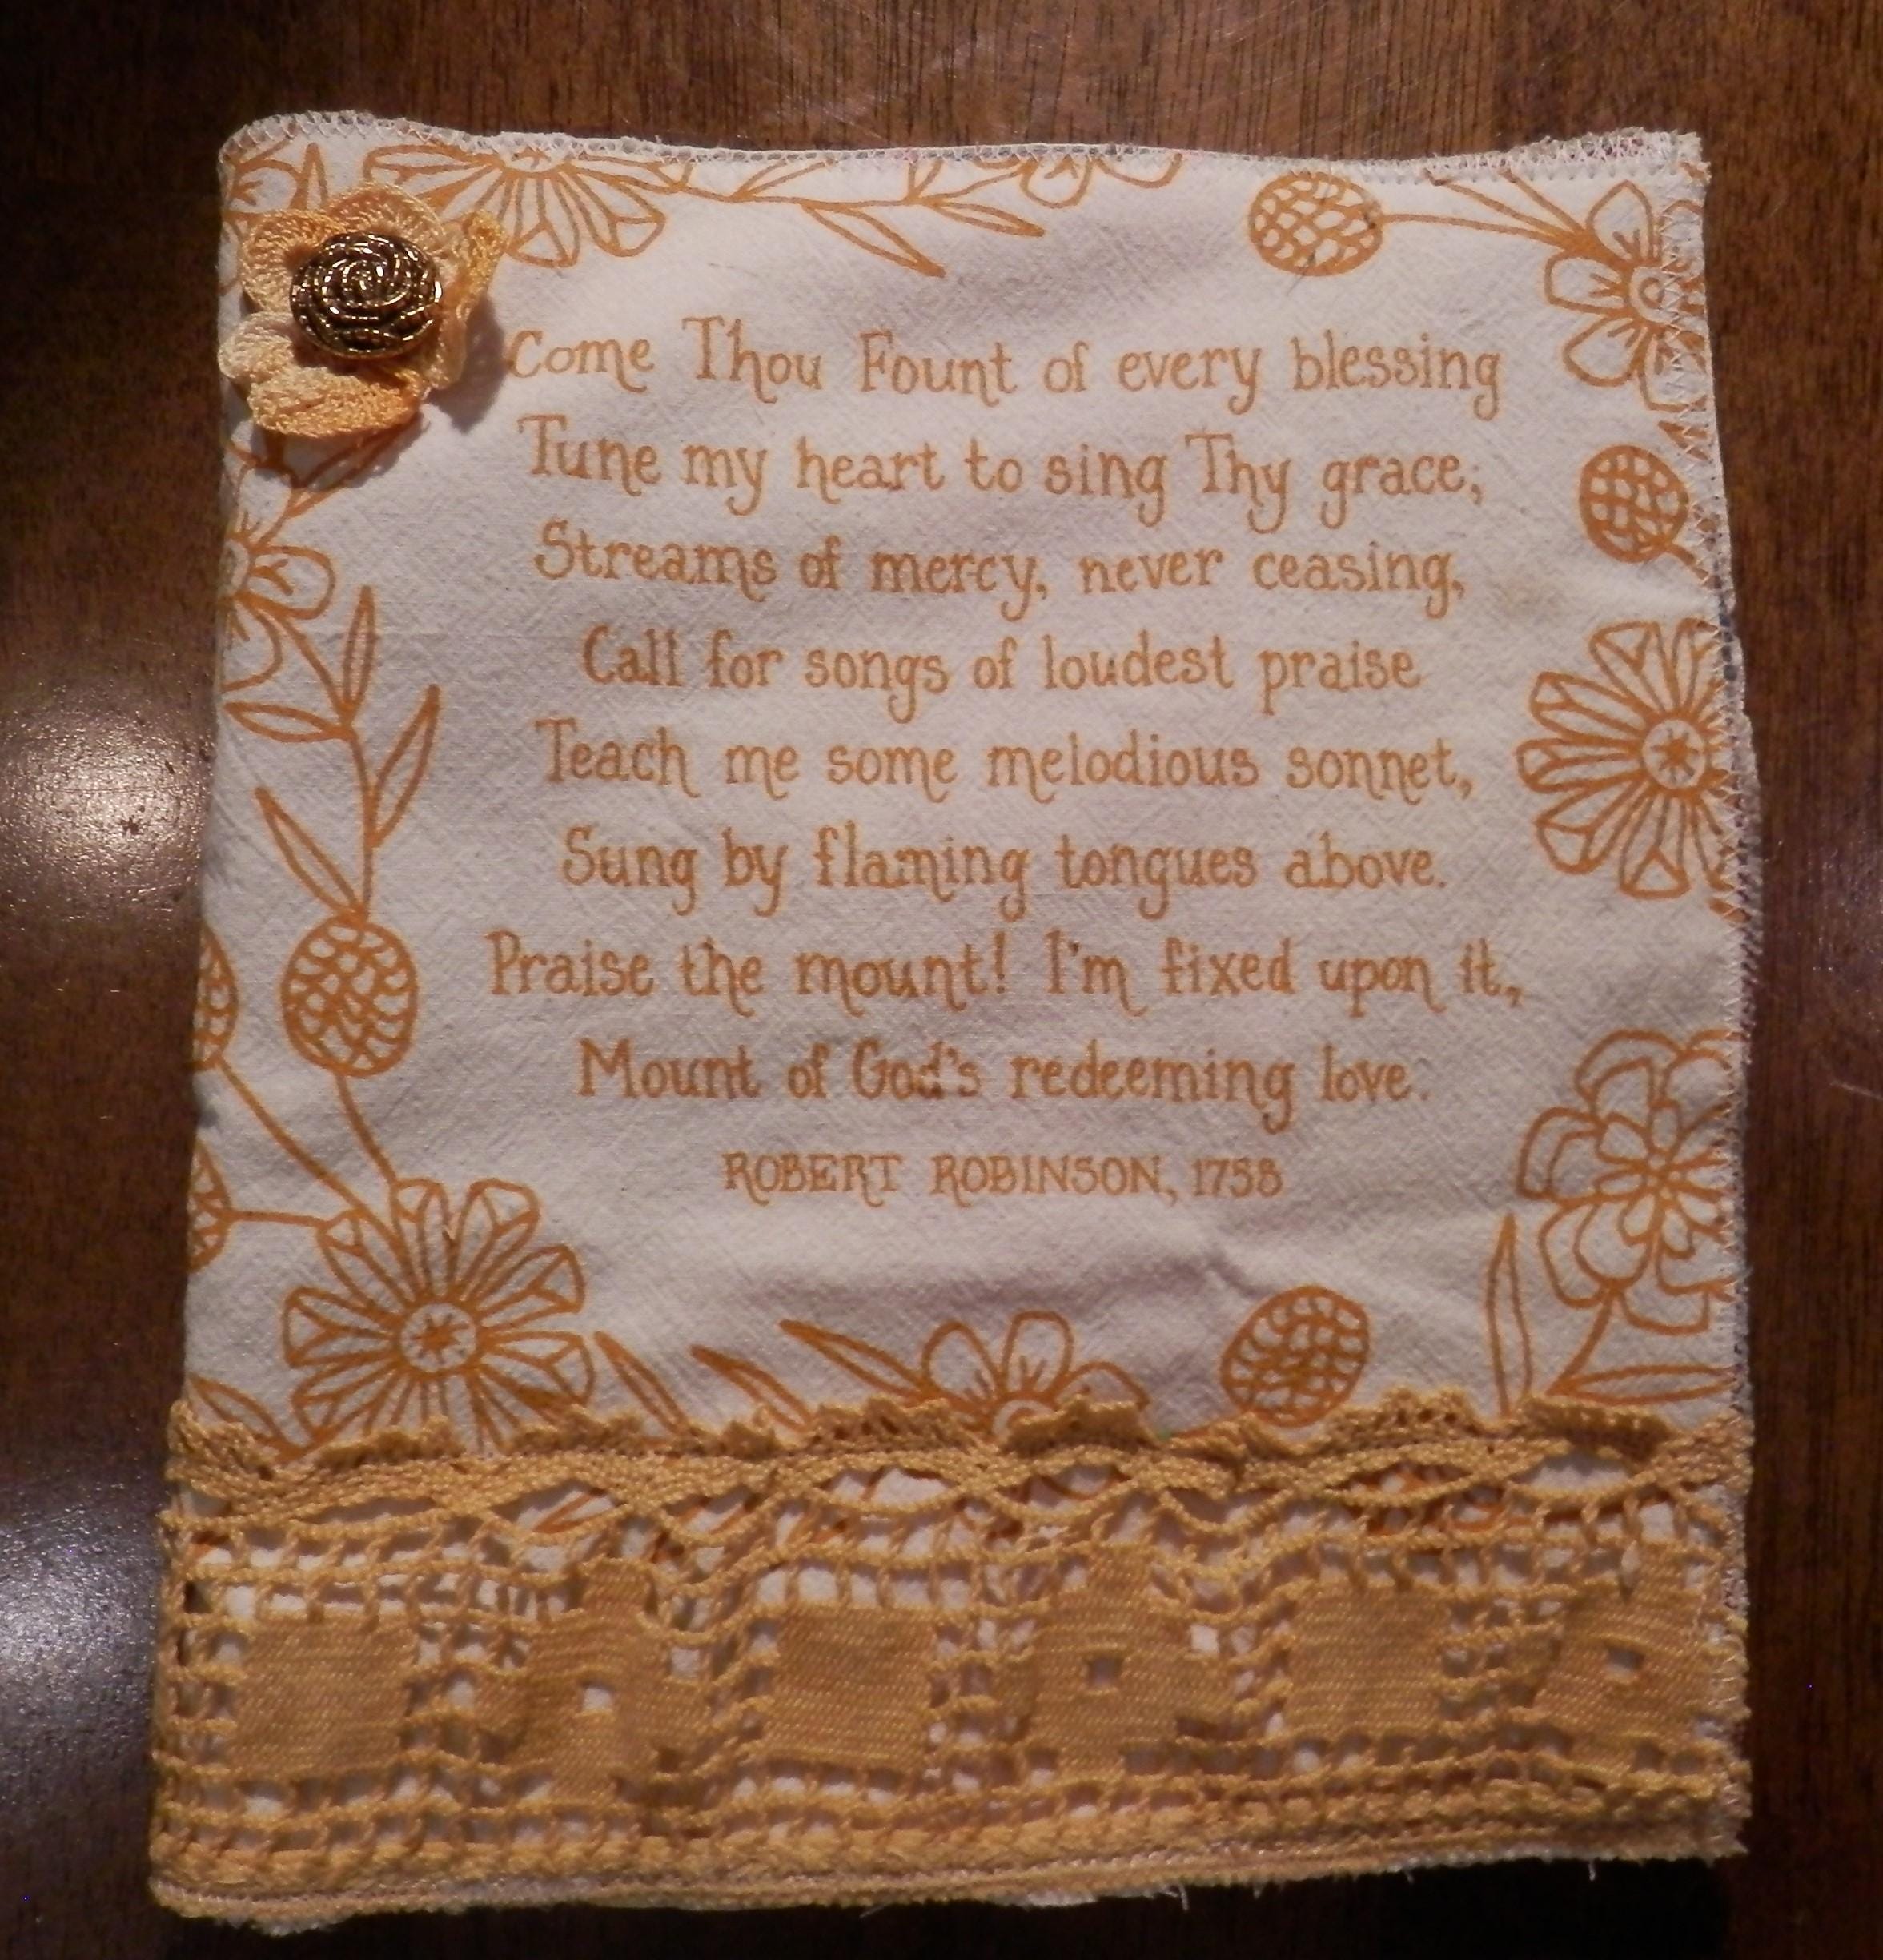 Come Thou Fount of every blessing
Tune my heart to sing Thy grace;
Streams of mercy, never ceasing,
Call for songs of loudest praise
Teach me some melodious sonnet,
Sung by flaming tongues above.
Praise the mount! I'm fixed upon it,
Mount of God's redeeming love.
ROBERT ROBINSON, 1758